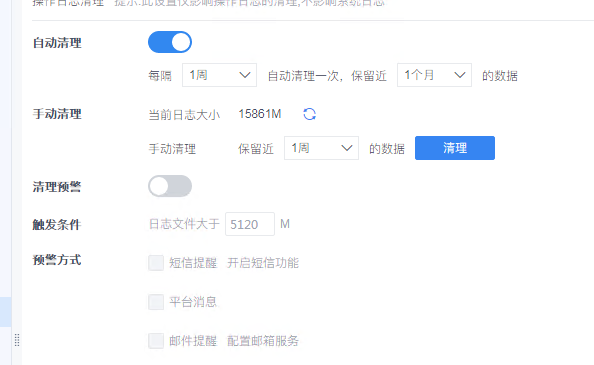 操作日志清理 提示:此设置仅影响操作日志的清理,不影响系统日志
自动清理
每隔 1周 自动清理一次，保留近 1个月 的数据
手动清理 当前日志大小 15861M
手动清理 保留近 1周 的数据 清理
清理预警
触发条件 日志文件大于 5120 M
预警方式 短信提醒 开启短信功能
平台消息
邮件提醒 配置邮箱服务